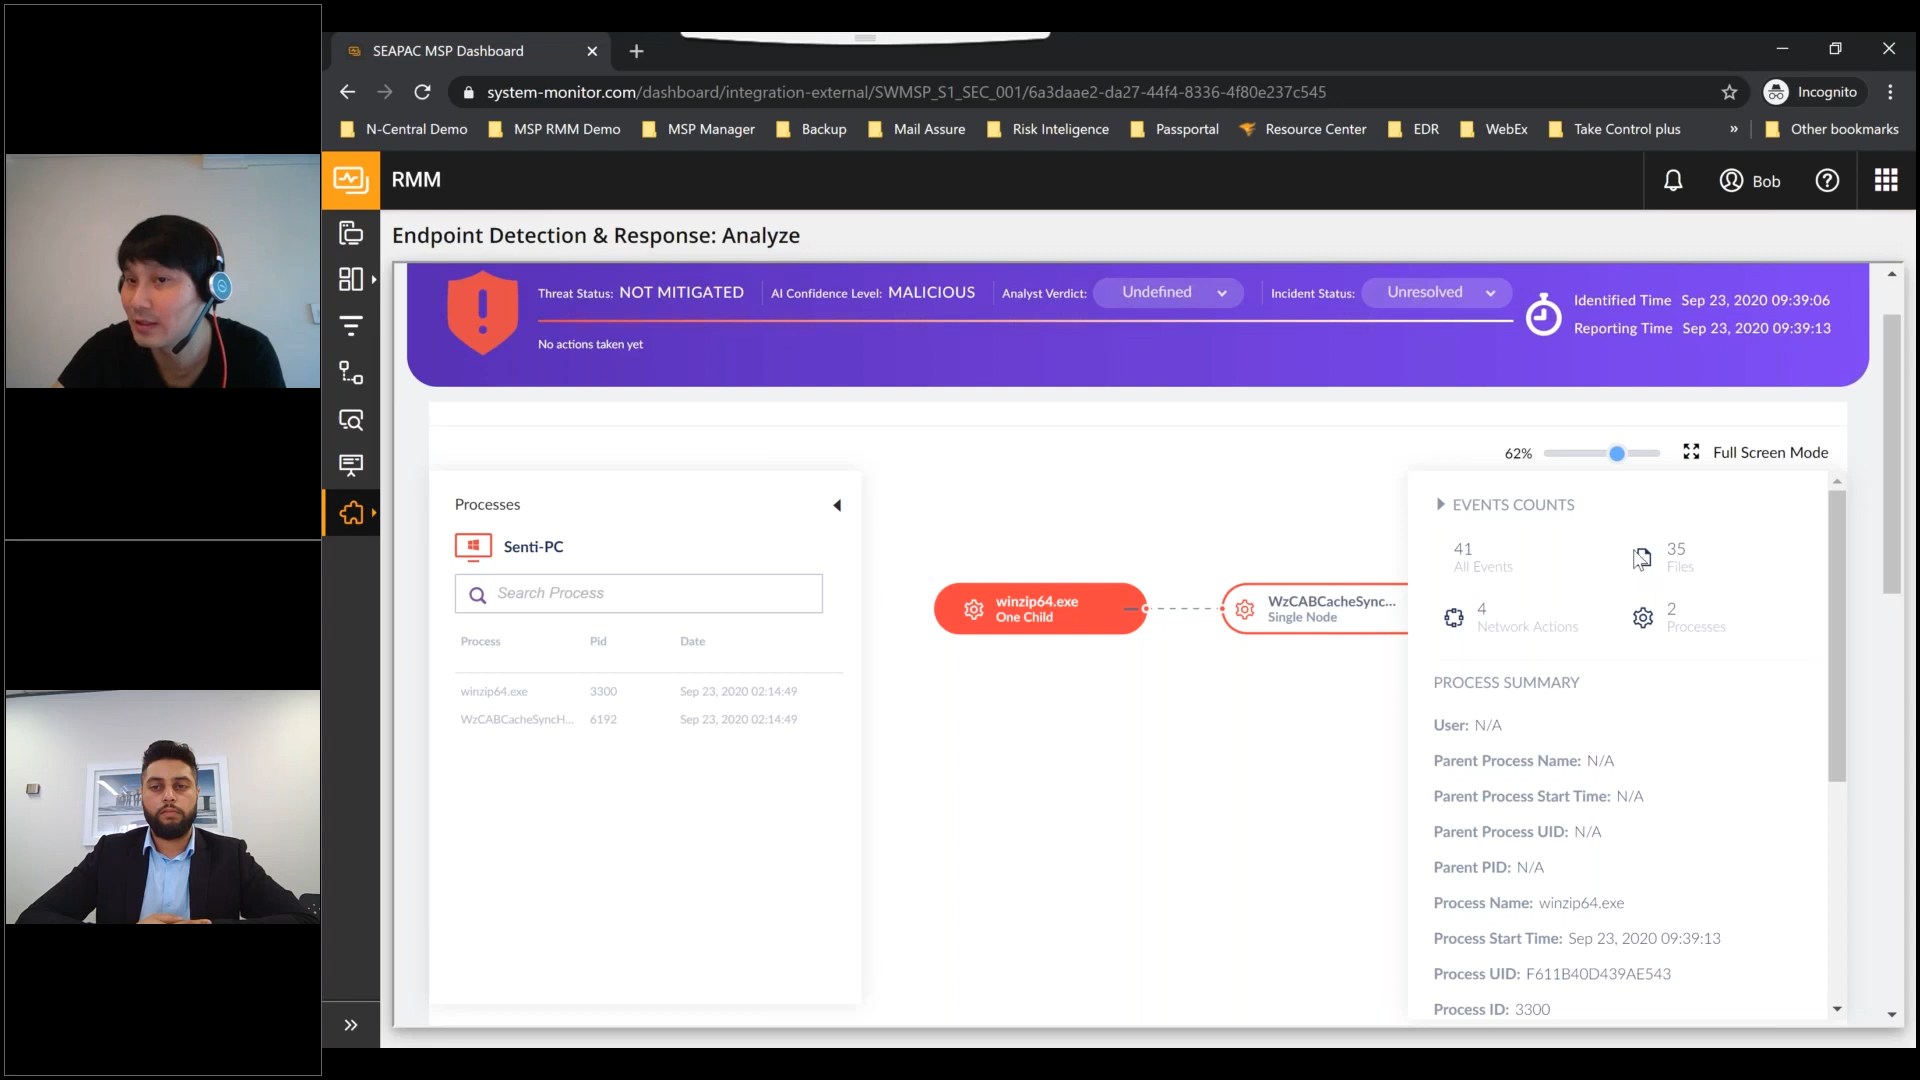 SEAPAC MSP Dashboard
system-monitor.com/dashboard/integration-external/SWMSP_S1_SEC_001/6a3daae2-da27-44f4-8336-4f80e237c545
Incognito
N-Central Demo
MSP RMM Demo
MSP Manager
Backup
Mail Assure
Risk Inteligence
Passportal
Resource Center
EDR
WebEx
Take Control plus
»
Other bookmarks
RMM
Bob
Endpoint Detection & Response: Analyze
Threat Status: NOT MITIGATED
AI Confidence Level: MALICIOUS
Analyst Verdict: Undefined
Incident Status: Unresolved
Identified Time Sep 23, 2020 09:39:06
Reporting Time Sep 23, 2020 09:39:13
No actions taken yet
62%
Full Screen Mode
Processes
Senti-PC
Search Process
Process Pid Date
winzip64.exe 3300 Sep 23, 2020 02:14:49
WzCABCacheSyncH... 6192 Sep 23, 2020 02:14:49
winzip64.exe
One Child
WzCABCacheSync...
Single Node
EVENTS COUNTS
41
All Events
35
Files
4
Network Actions
2
Processes
PROCESS SUMMARY
User: N/A
Parent Process Name: N/A
Parent Process Start Time: N/A
Parent Process UID: N/A
Parent PID: N/A
Process Name: winzip64.exe
Process Start Time: Sep 23, 2020 09:39:13
Process UID: F611B40D439AE543
Process ID: 3300